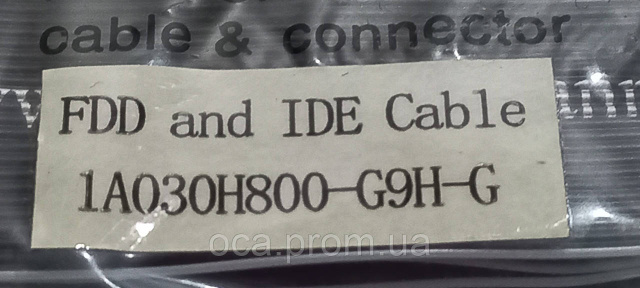 cable & connector
FDD and IDE Cable
1A030H800-G9H-G
oca.prom.ua